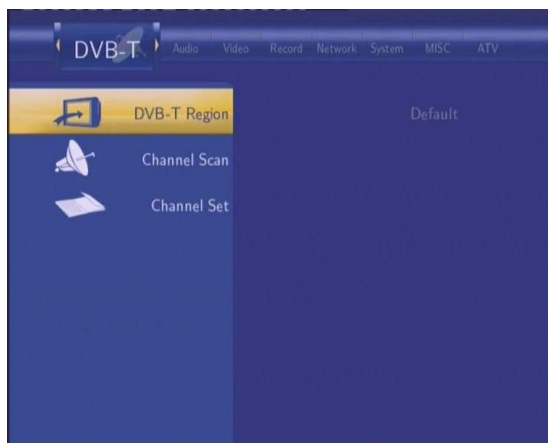 DVB-T Audio Video Record Network System MISC ATV
DVB-T Region Default
Channel Scan
Channel Set